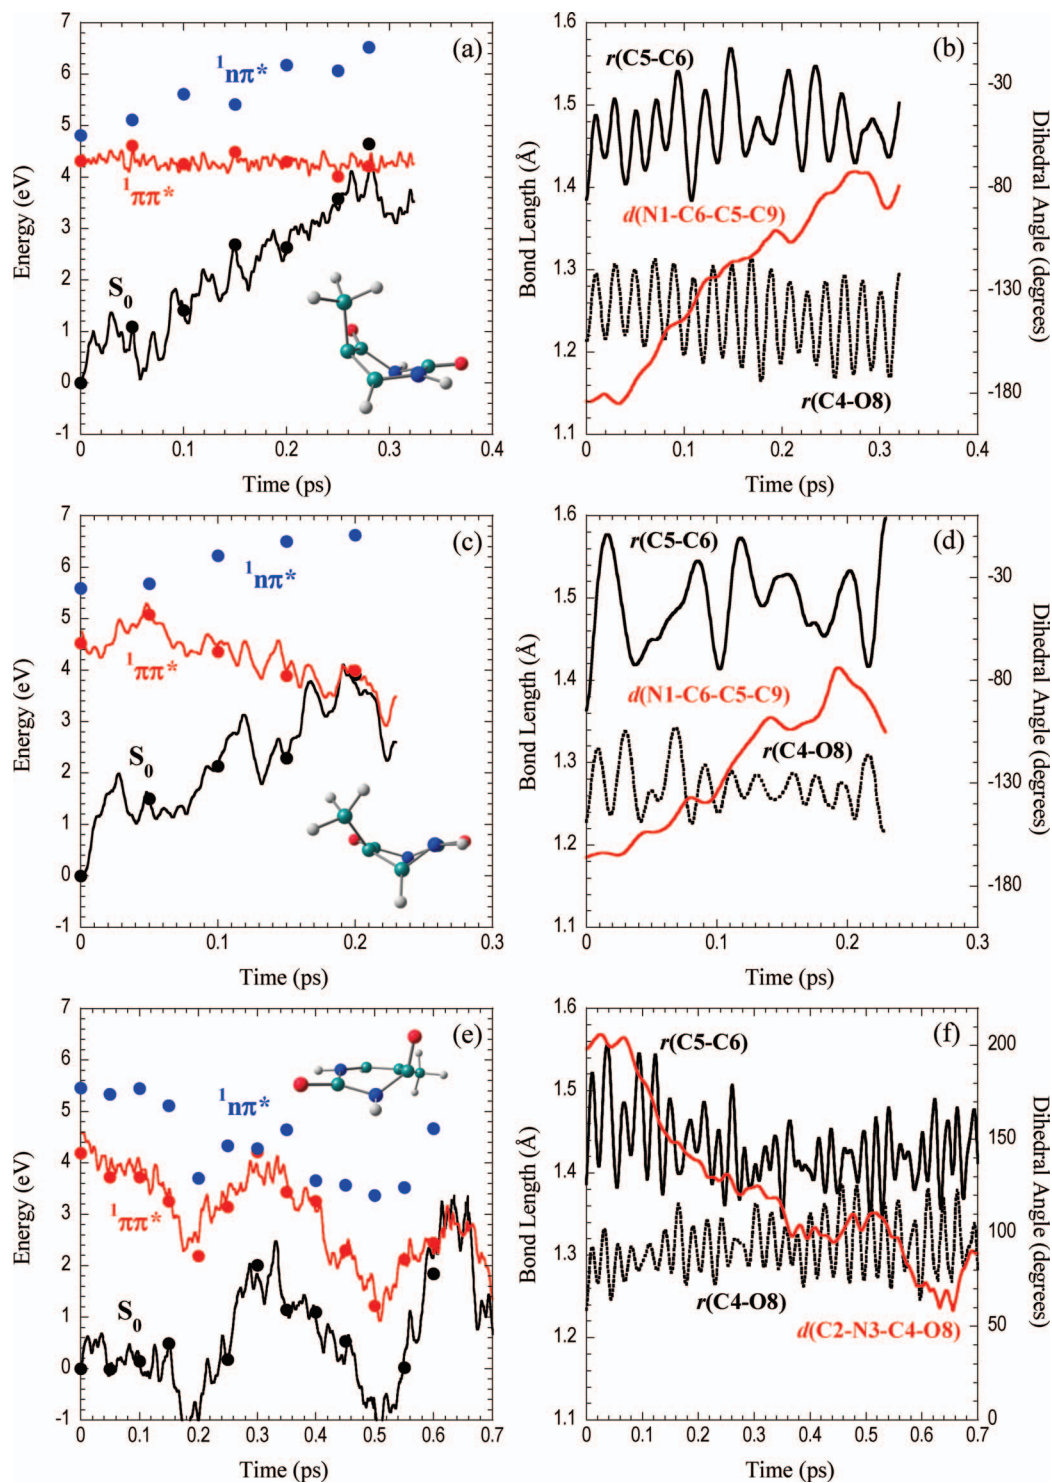 (a)
7
6
5
4
3
2
1
0
-1
Energy (eV)
¹nπ*
¹ππ*
S₀
0
0.1
0.2
0.3
0.4
Time (ps)
(b)
1.6
1.5
1.4
1.3
1.2
1.1
Bond Length (Å)
r(C5-C6)
d(N1-C6-C5-C9)
r(C4-O8)
-30
-80
-130
-180
Dihedral Angle (degrees)
0
0.1
0.2
0.3
0.4
Time (ps)
(c)
7
6
5
4
3
2
1
0
-1
Energy (eV)
¹nπ*
¹ππ*
S₀
0
0.1
0.2
0.3
Time (ps)
(d)
1.6
1.5
1.4
1.3
1.2
1.1
Bond Length (Å)
r(C5-C6)
d(N1-C6-C5-C9)
r(C4-O8)
-30
-80
-130
-180
Dihedral Angle (degrees)
0
0.1
0.2
0.3
Time (ps)
(e)
7
6
5
4
3
2
1
0
-1
Energy (eV)
¹nπ*
¹ππ*
S₀
0
0.1
0.2
0.3
0.4
0.5
0.6
0.7
Time (ps)
(f)
1.6
1.5
1.4
1.3
1.2
1.1
Bond Length (Å)
r(C5-C6)
r(C4-O8)
d(C2-N3-C4-O8)
200
150
100
50
0
Dihedral Angle (degrees)
0
0.1
0.2
0.3
0.4
0.5
0.6
0.7
Time (ps)